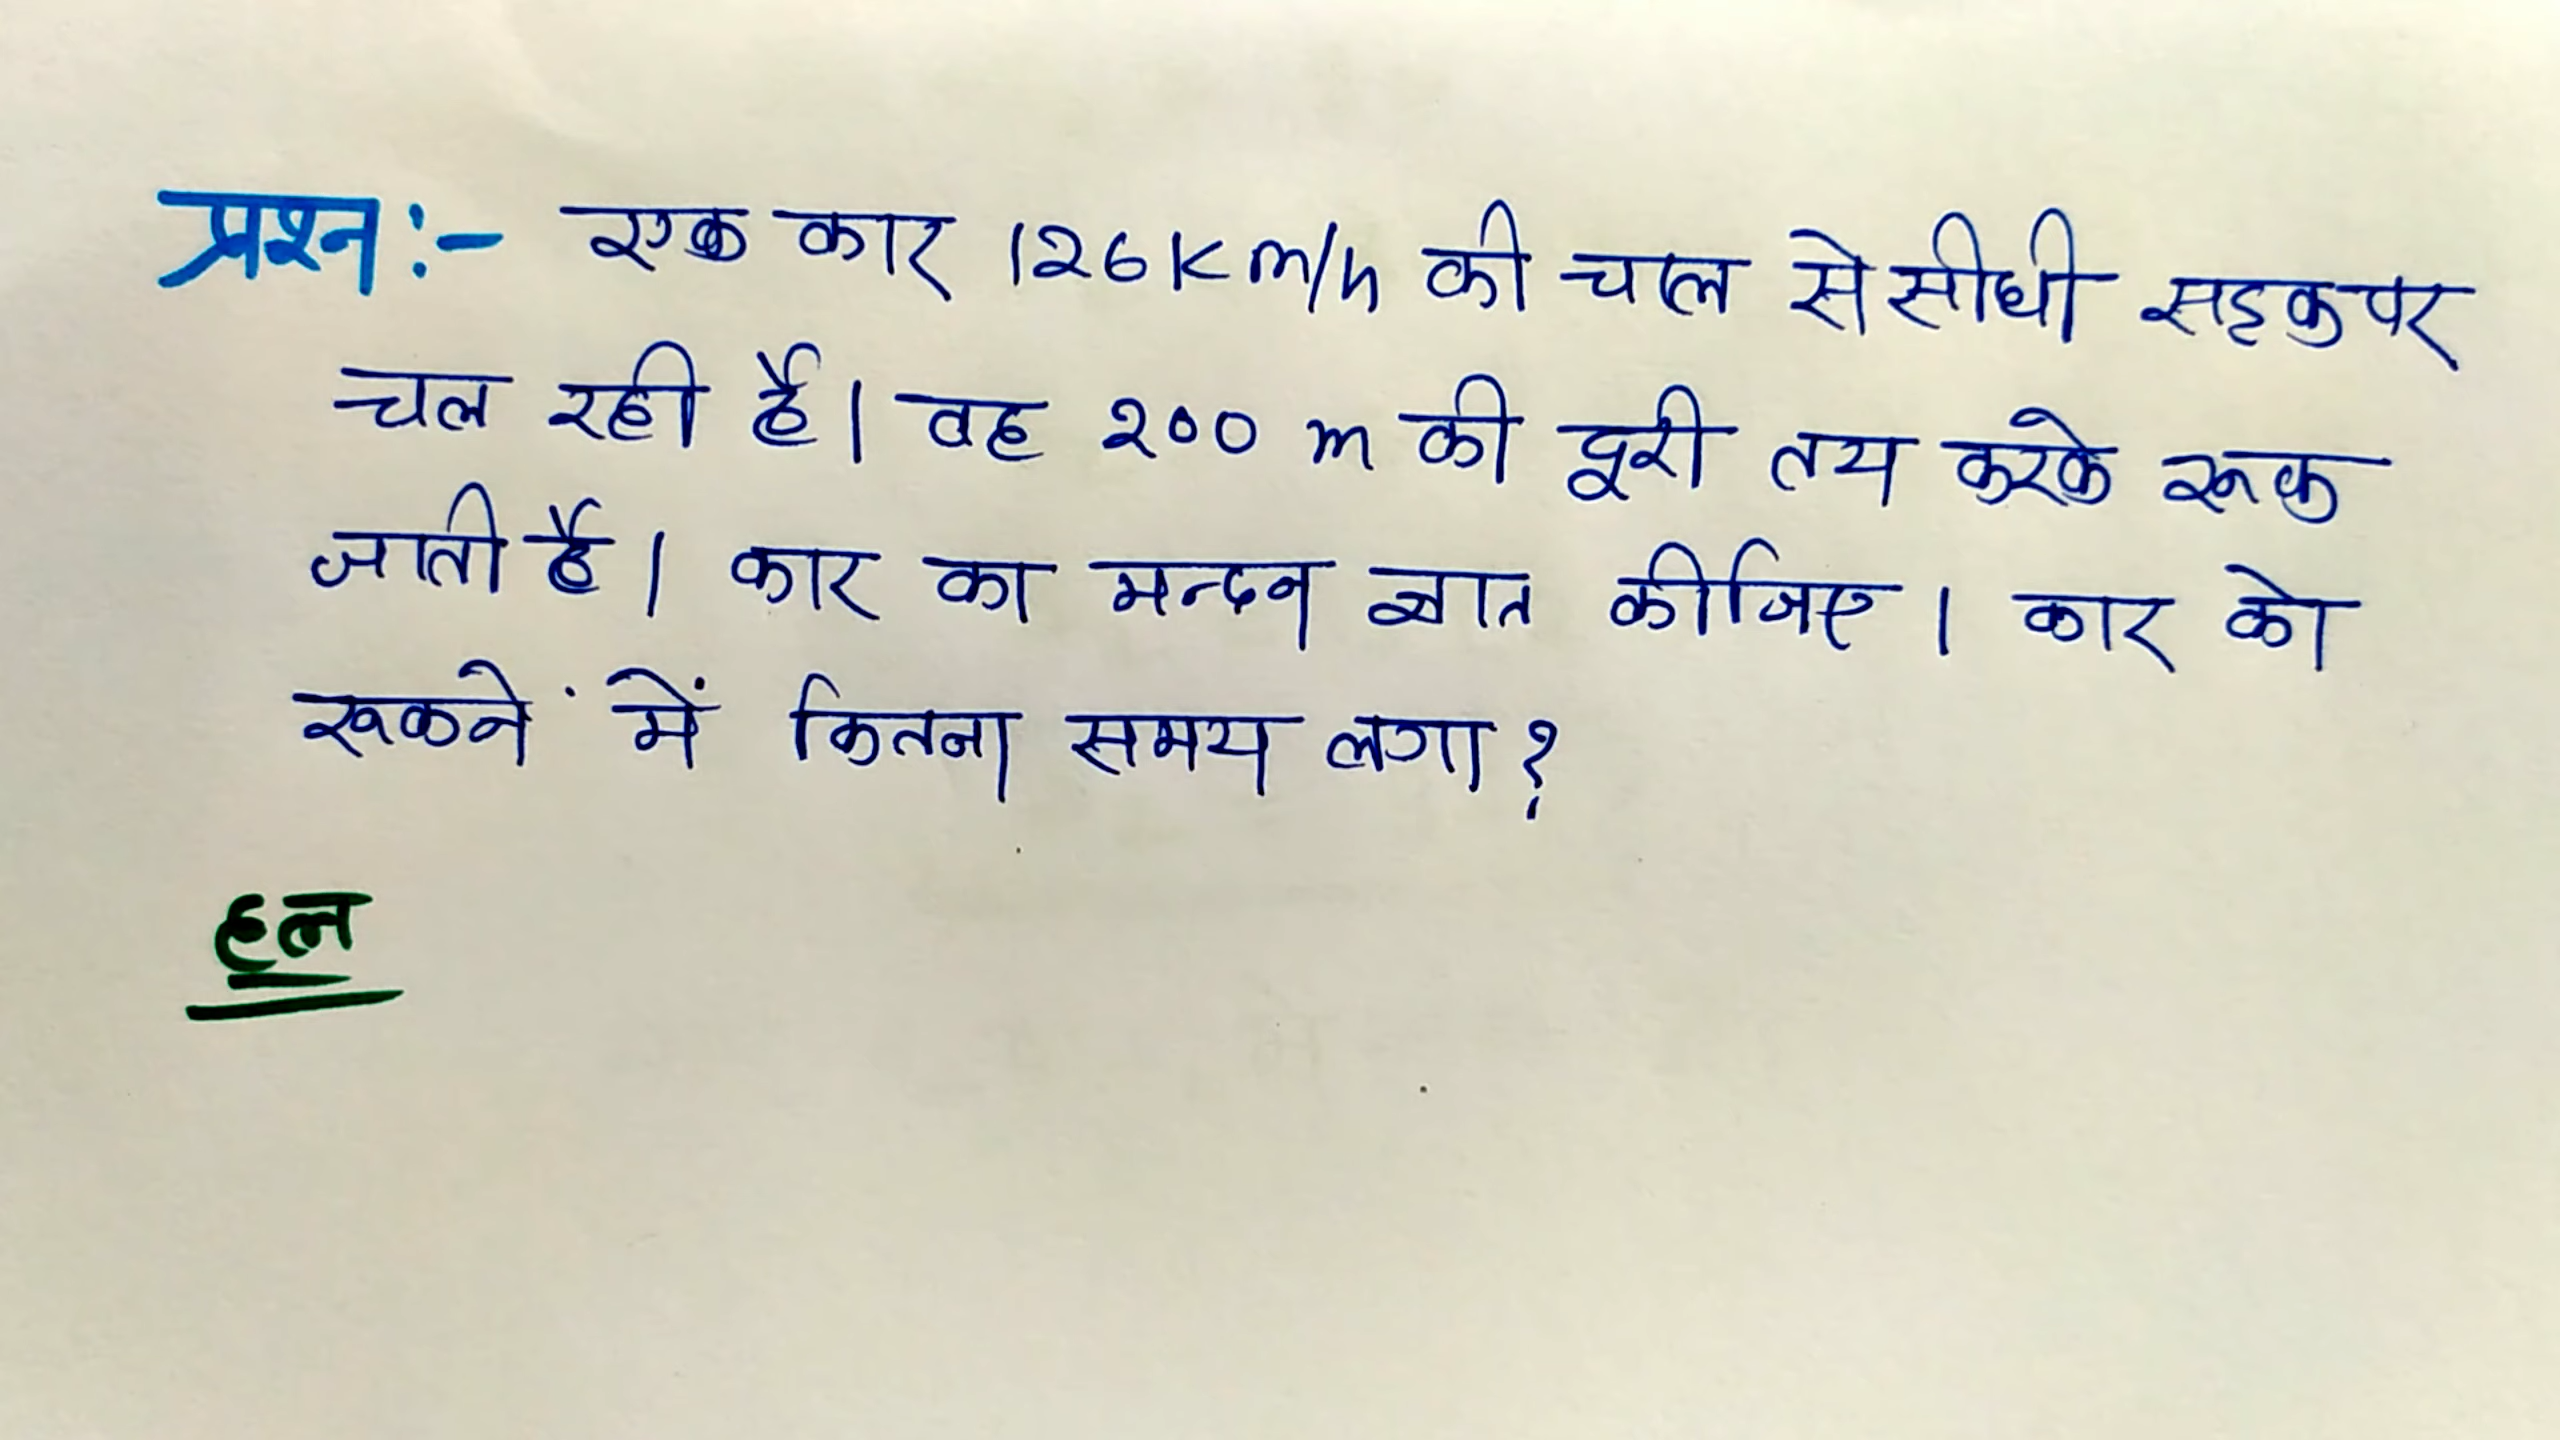 प्रश्न:- एक कार 126 Km/h की चाल से सीधी सड़क पर
चल रही है। वह 200 m की दूरी तय करके रूक
जाती है। कार का मन्दन ज्ञात कीजिए। कार को
रूकने में कितना समय लगा?
हल